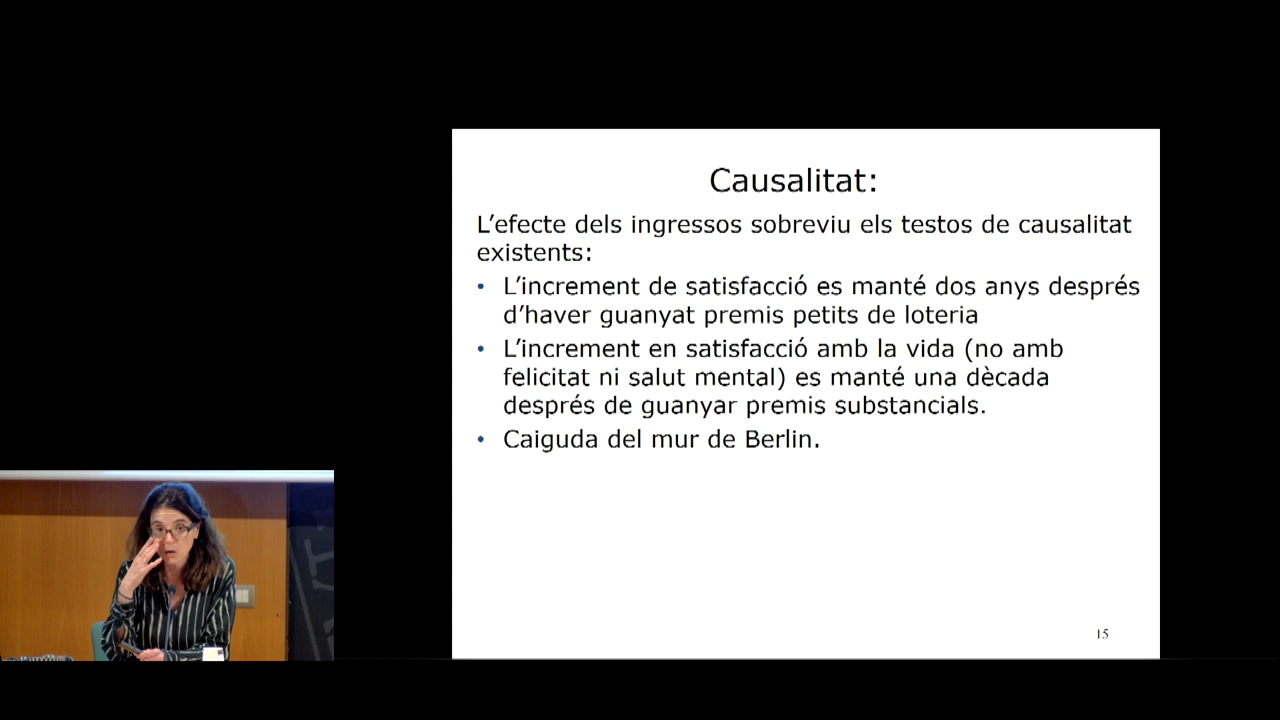 Causalitat:
L’efecte dels ingressos sobreviu els testos de causalitat
existents:
• L’increment de satisfacció es manté dos anys després
d’haver guanyat premis petits de loteria
• L’increment en satisfacció amb la vida (no amb
felicitat ni salut mental) es manté una dècada
després de guanyar premis substancials.
• Caiguda del mur de Berlin.
15